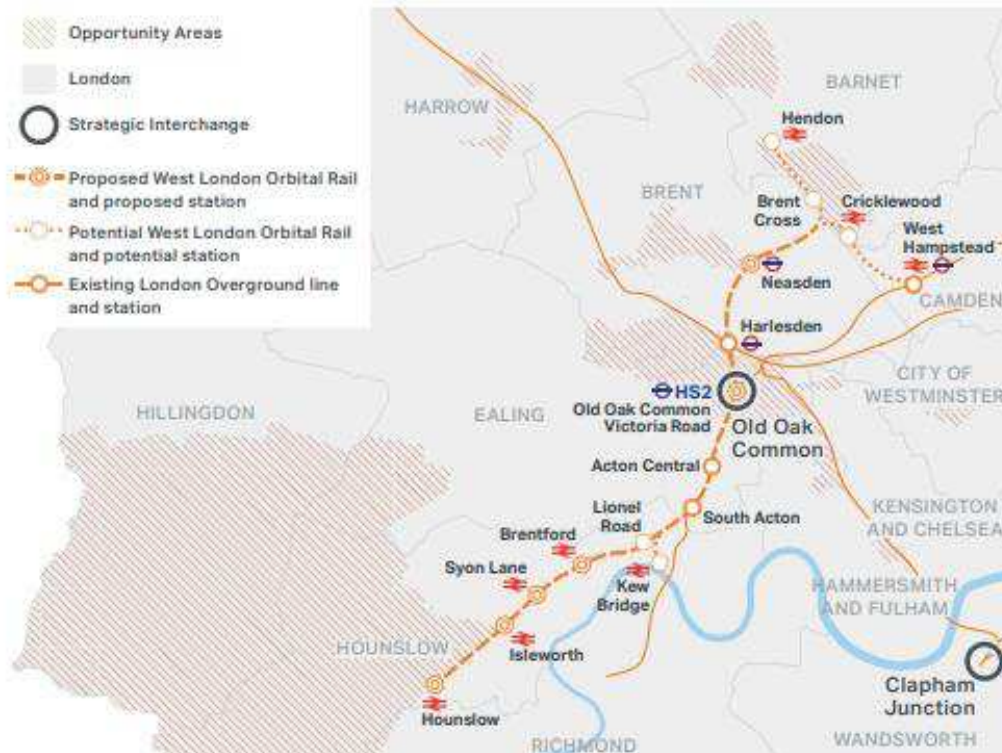 Opportunity Areas
London
Strategic Interchange
Proposed West London Orbital Rail
and proposed station
Potential West London Orbital Rail
and potential station
Existing London Overground line
and station
HARROW
BARNET
Hendon
BRENT
Brent
Cross
Cricklewood
West
Hampstead
Neasden
CAMDEN
Harlesden
CITY OF
WESTMINSTER
HILLINGDON
EALING
HS2
Old Oak Common
Victoria Road
Old Oak
Common
Acton Central
Lionel
Road
South Acton
KENSINGTON
AND CHELSEA
Brentford
Syon Lane
Kew
Bridge
HAMMERSMITH
AND FULHAM
HOUNSLOW
Isleworth
Hounslow
Clapham
Junction
RICHMOND
WANDSWORTH